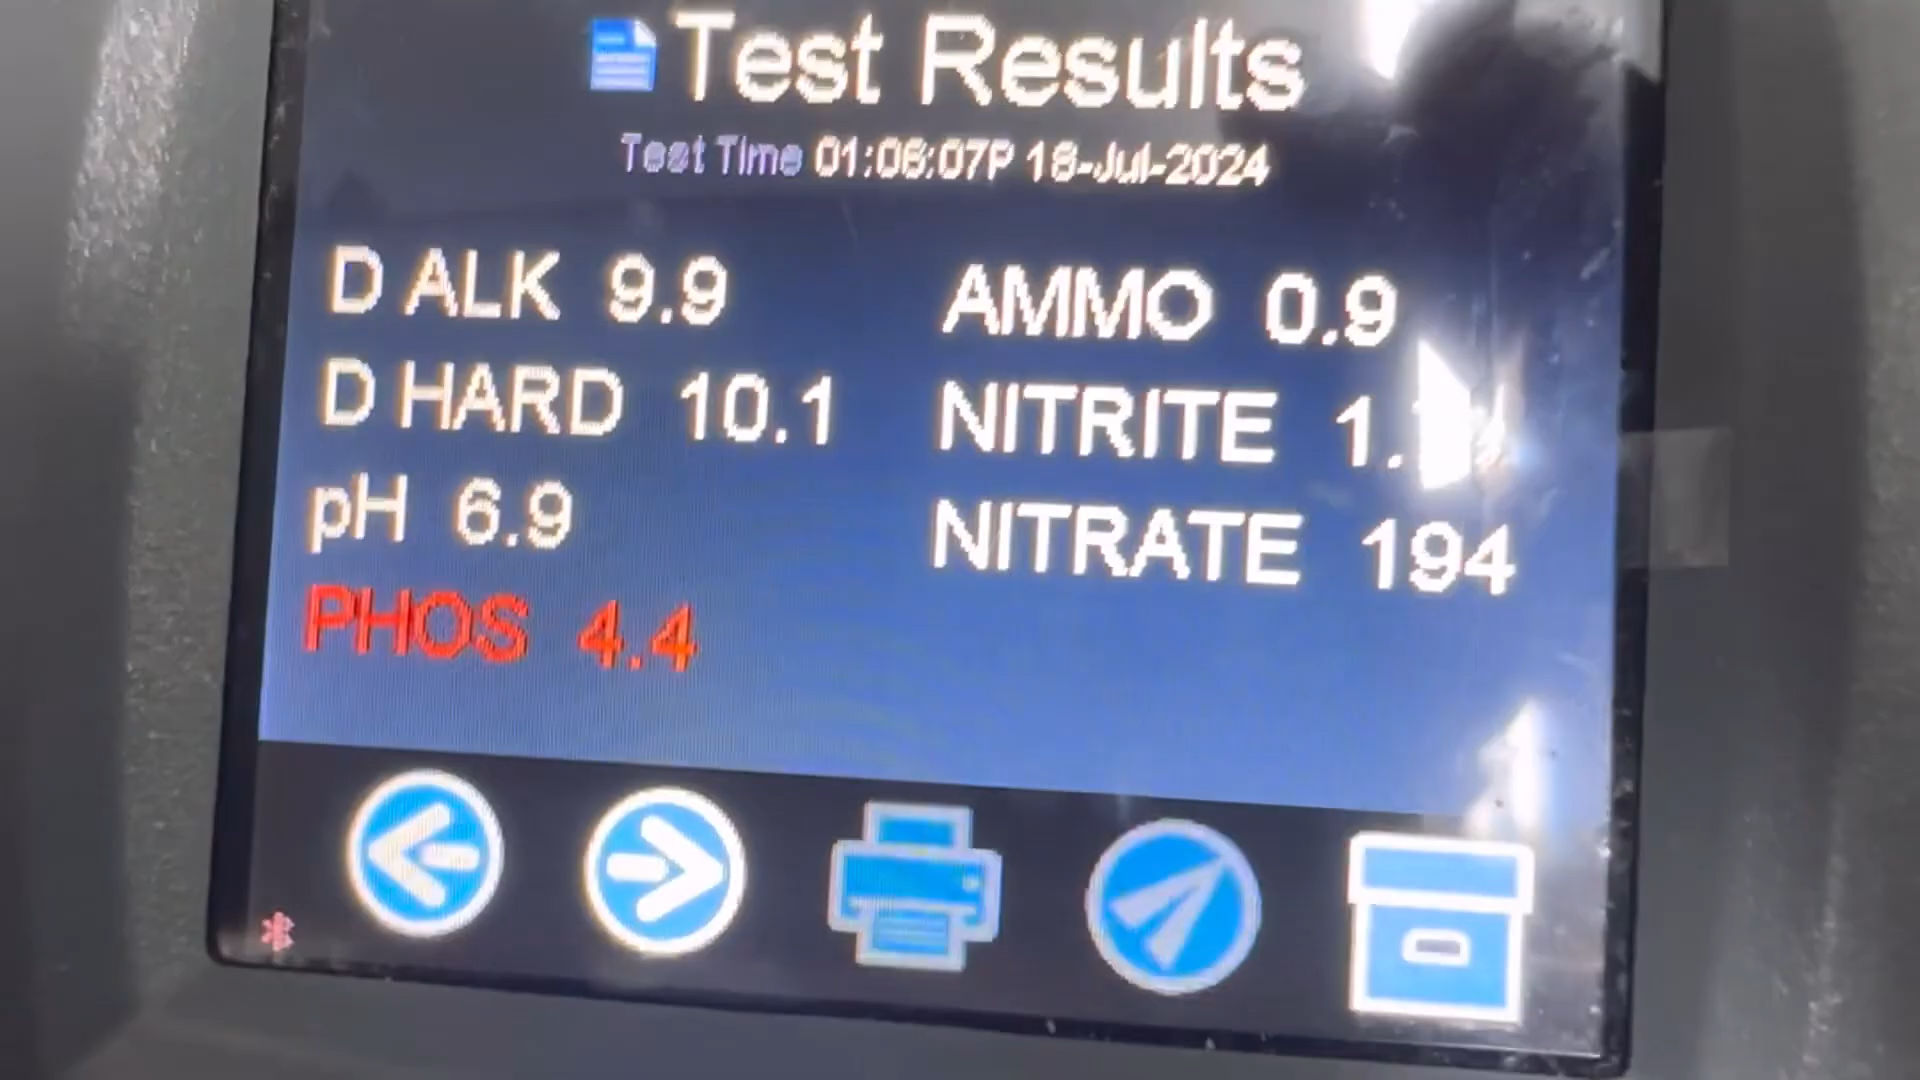 Test Results
Test Time 01:06:07P 18-Jul-2024
D ALK 9.9
D HARD 10.1
pH 6.9
PHOS 4.4
AMMO 0.9
NITRITE
NITRATE 194